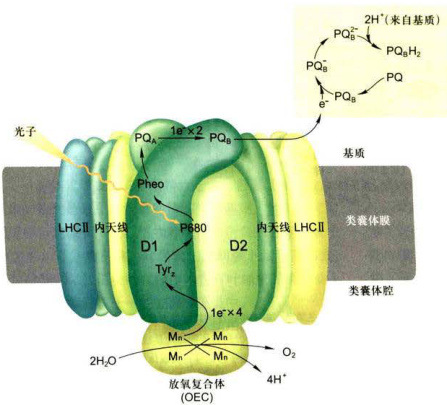 2H⁺(来自基质)
PQ_B²⁻
PQ_BH₂
PQ_B⁻
PQ
PQ_B
e⁻
光子
PQ_A
1e⁻×2
PQ_B
基质
Pheo
LHCⅡ
内天线
P680
内天线
LHCⅡ
类囊体膜
D1
D2
Tyr_z
类囊体腔
1e⁻×4
Mn
Mn
Mn
Mn
2H₂O
O₂
4H⁺
放氧复合体
(OEC)